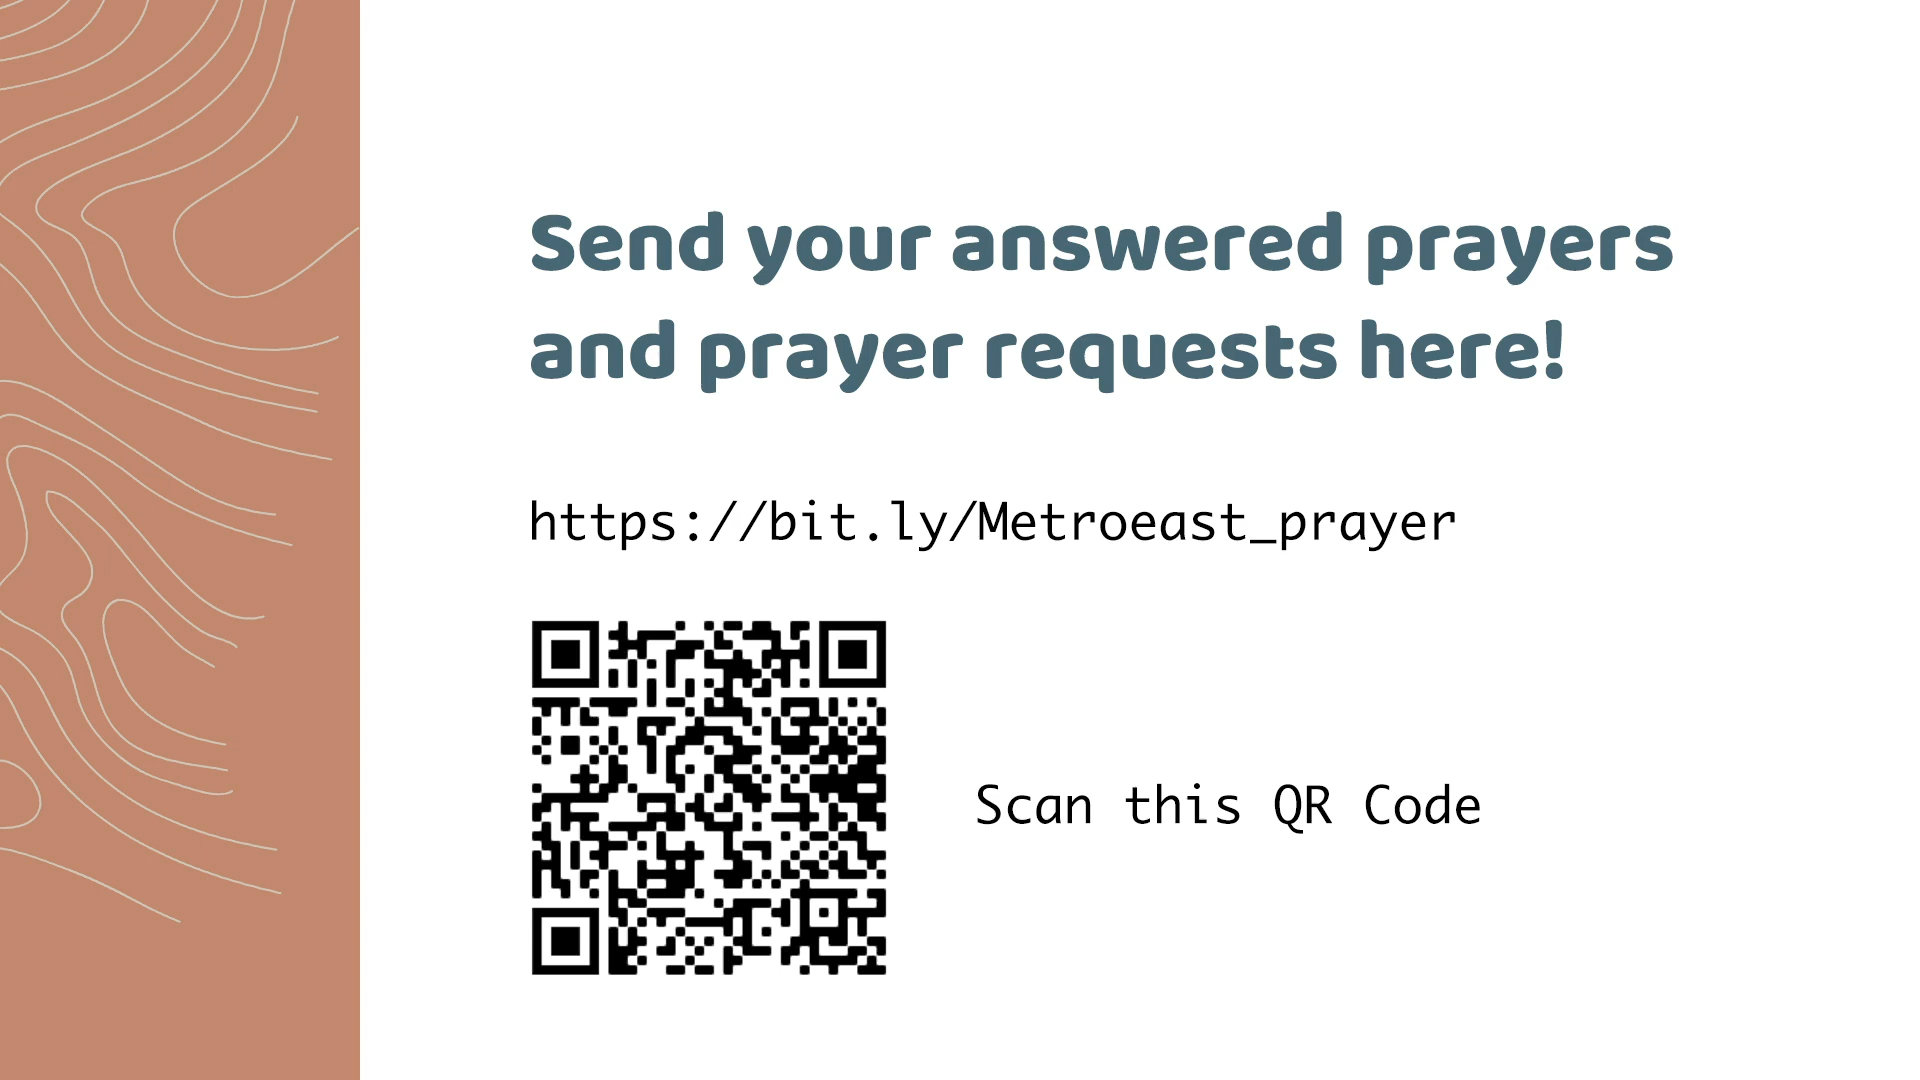 Send your answered prayers
and prayer requests here!
https://bit.ly/Metroeast_prayer
Scan this QR Code